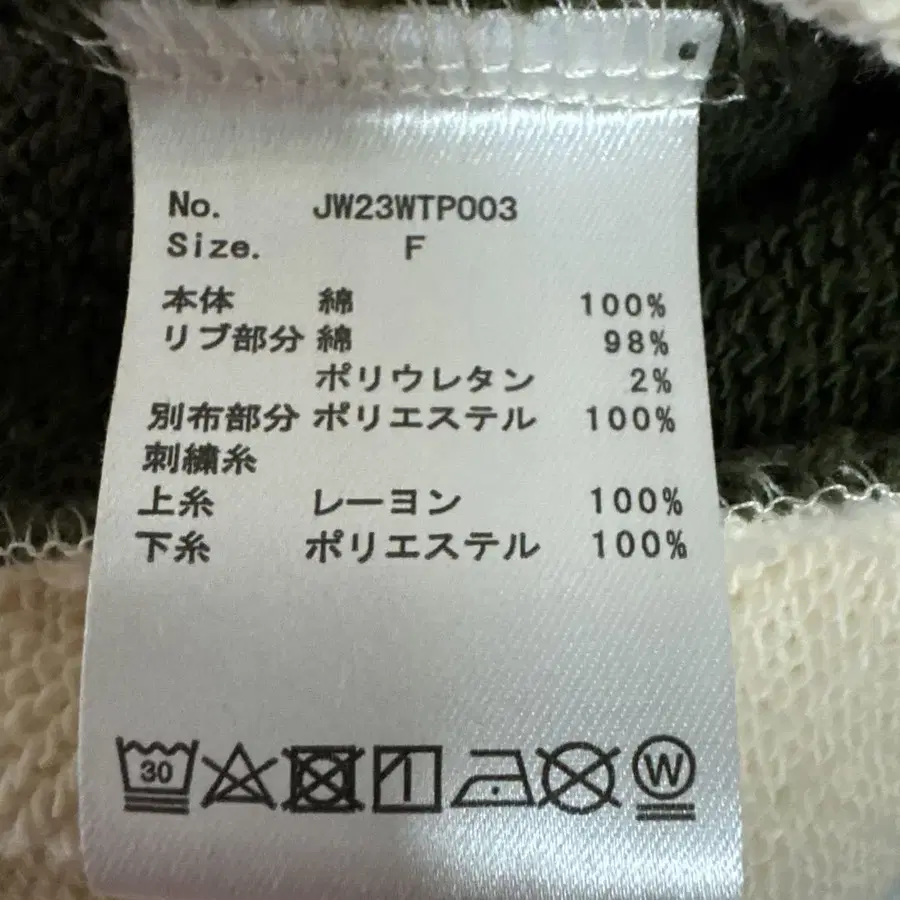 No. JW23WTP003
Size. F
本体 綿 100%
リブ部分 綿 98%
ポリウレタン 2%
別布部分 ポリエステル 100%
刺繍糸
上糸 レーヨン 100%
下糸 ポリエステル 100%
30 W